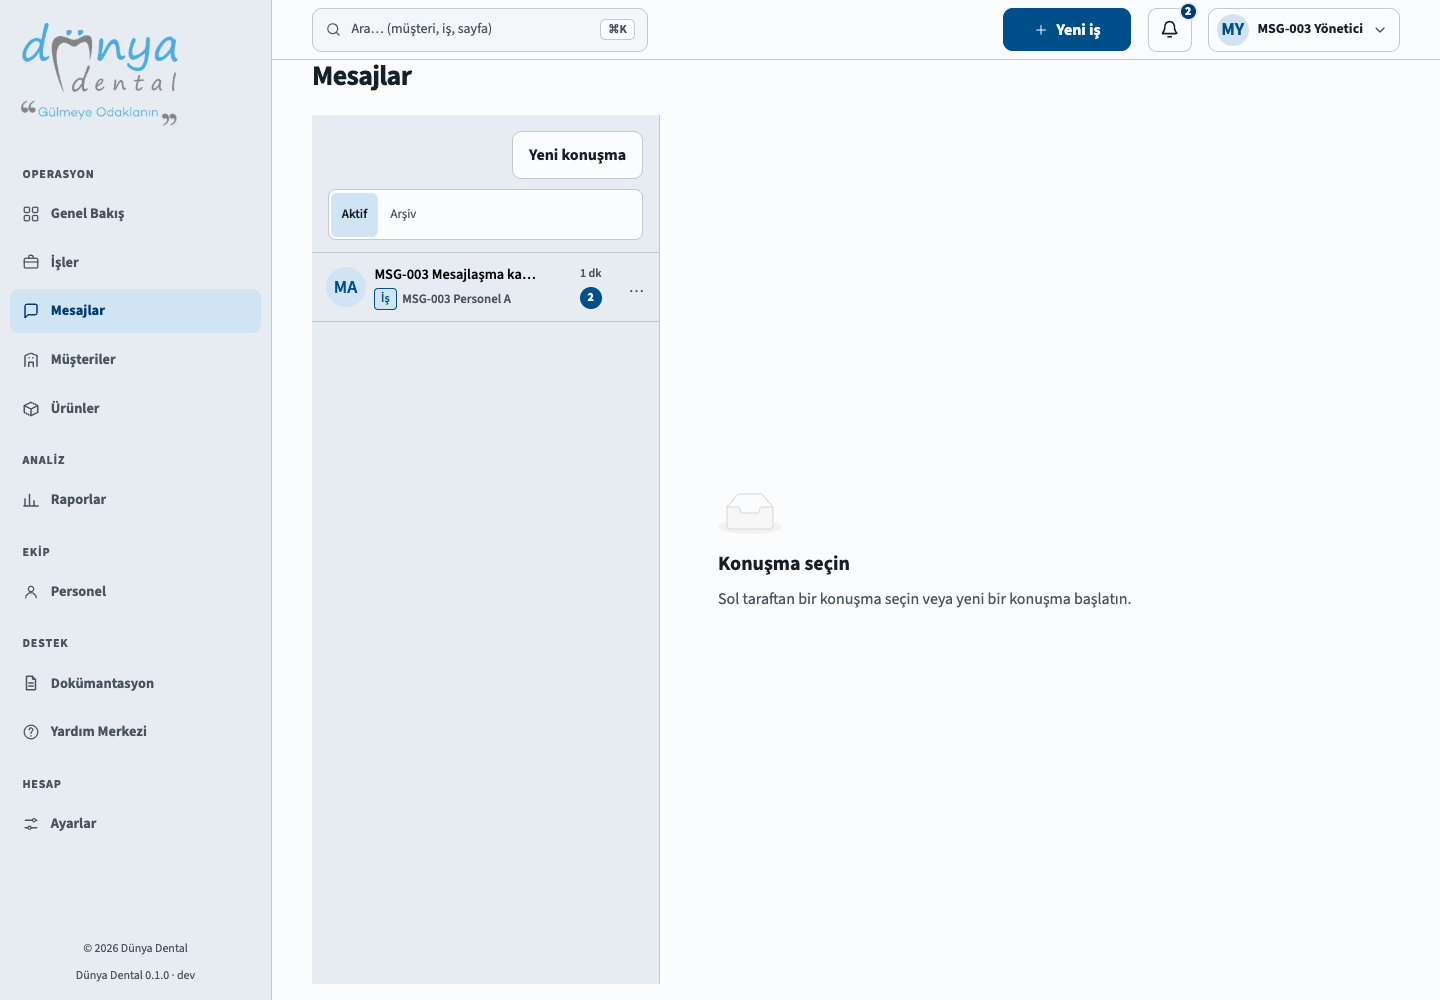 dünya
dental
“Gülmeye Odaklanın”
OPERASYON
Genel Bakış
İşler
Mesajlar
Müşteriler
Ürünler
ANALİZ
Raporlar
EKİP
Personel
DESTEK
Dokümantasyon
Yardım Merkezi
HESAP
Ayarlar
© 2026 Dünya Dental
Dünya Dental 0.1.0 · dev
Ara… (müşteri, iş, sayfa)
⌘K
+ Yeni iş
2
MY
MSG-003 Yönetici
Mesajlar
Yeni konuşma
Aktif
Arşiv
MA
MSG-003 Mesajlaşma ka…
1 dk
İş
MSG-003 Personel A
2
…
Konuşma seçin
Sol taraftan bir konuşma seçin veya yeni bir konuşma başlatın.